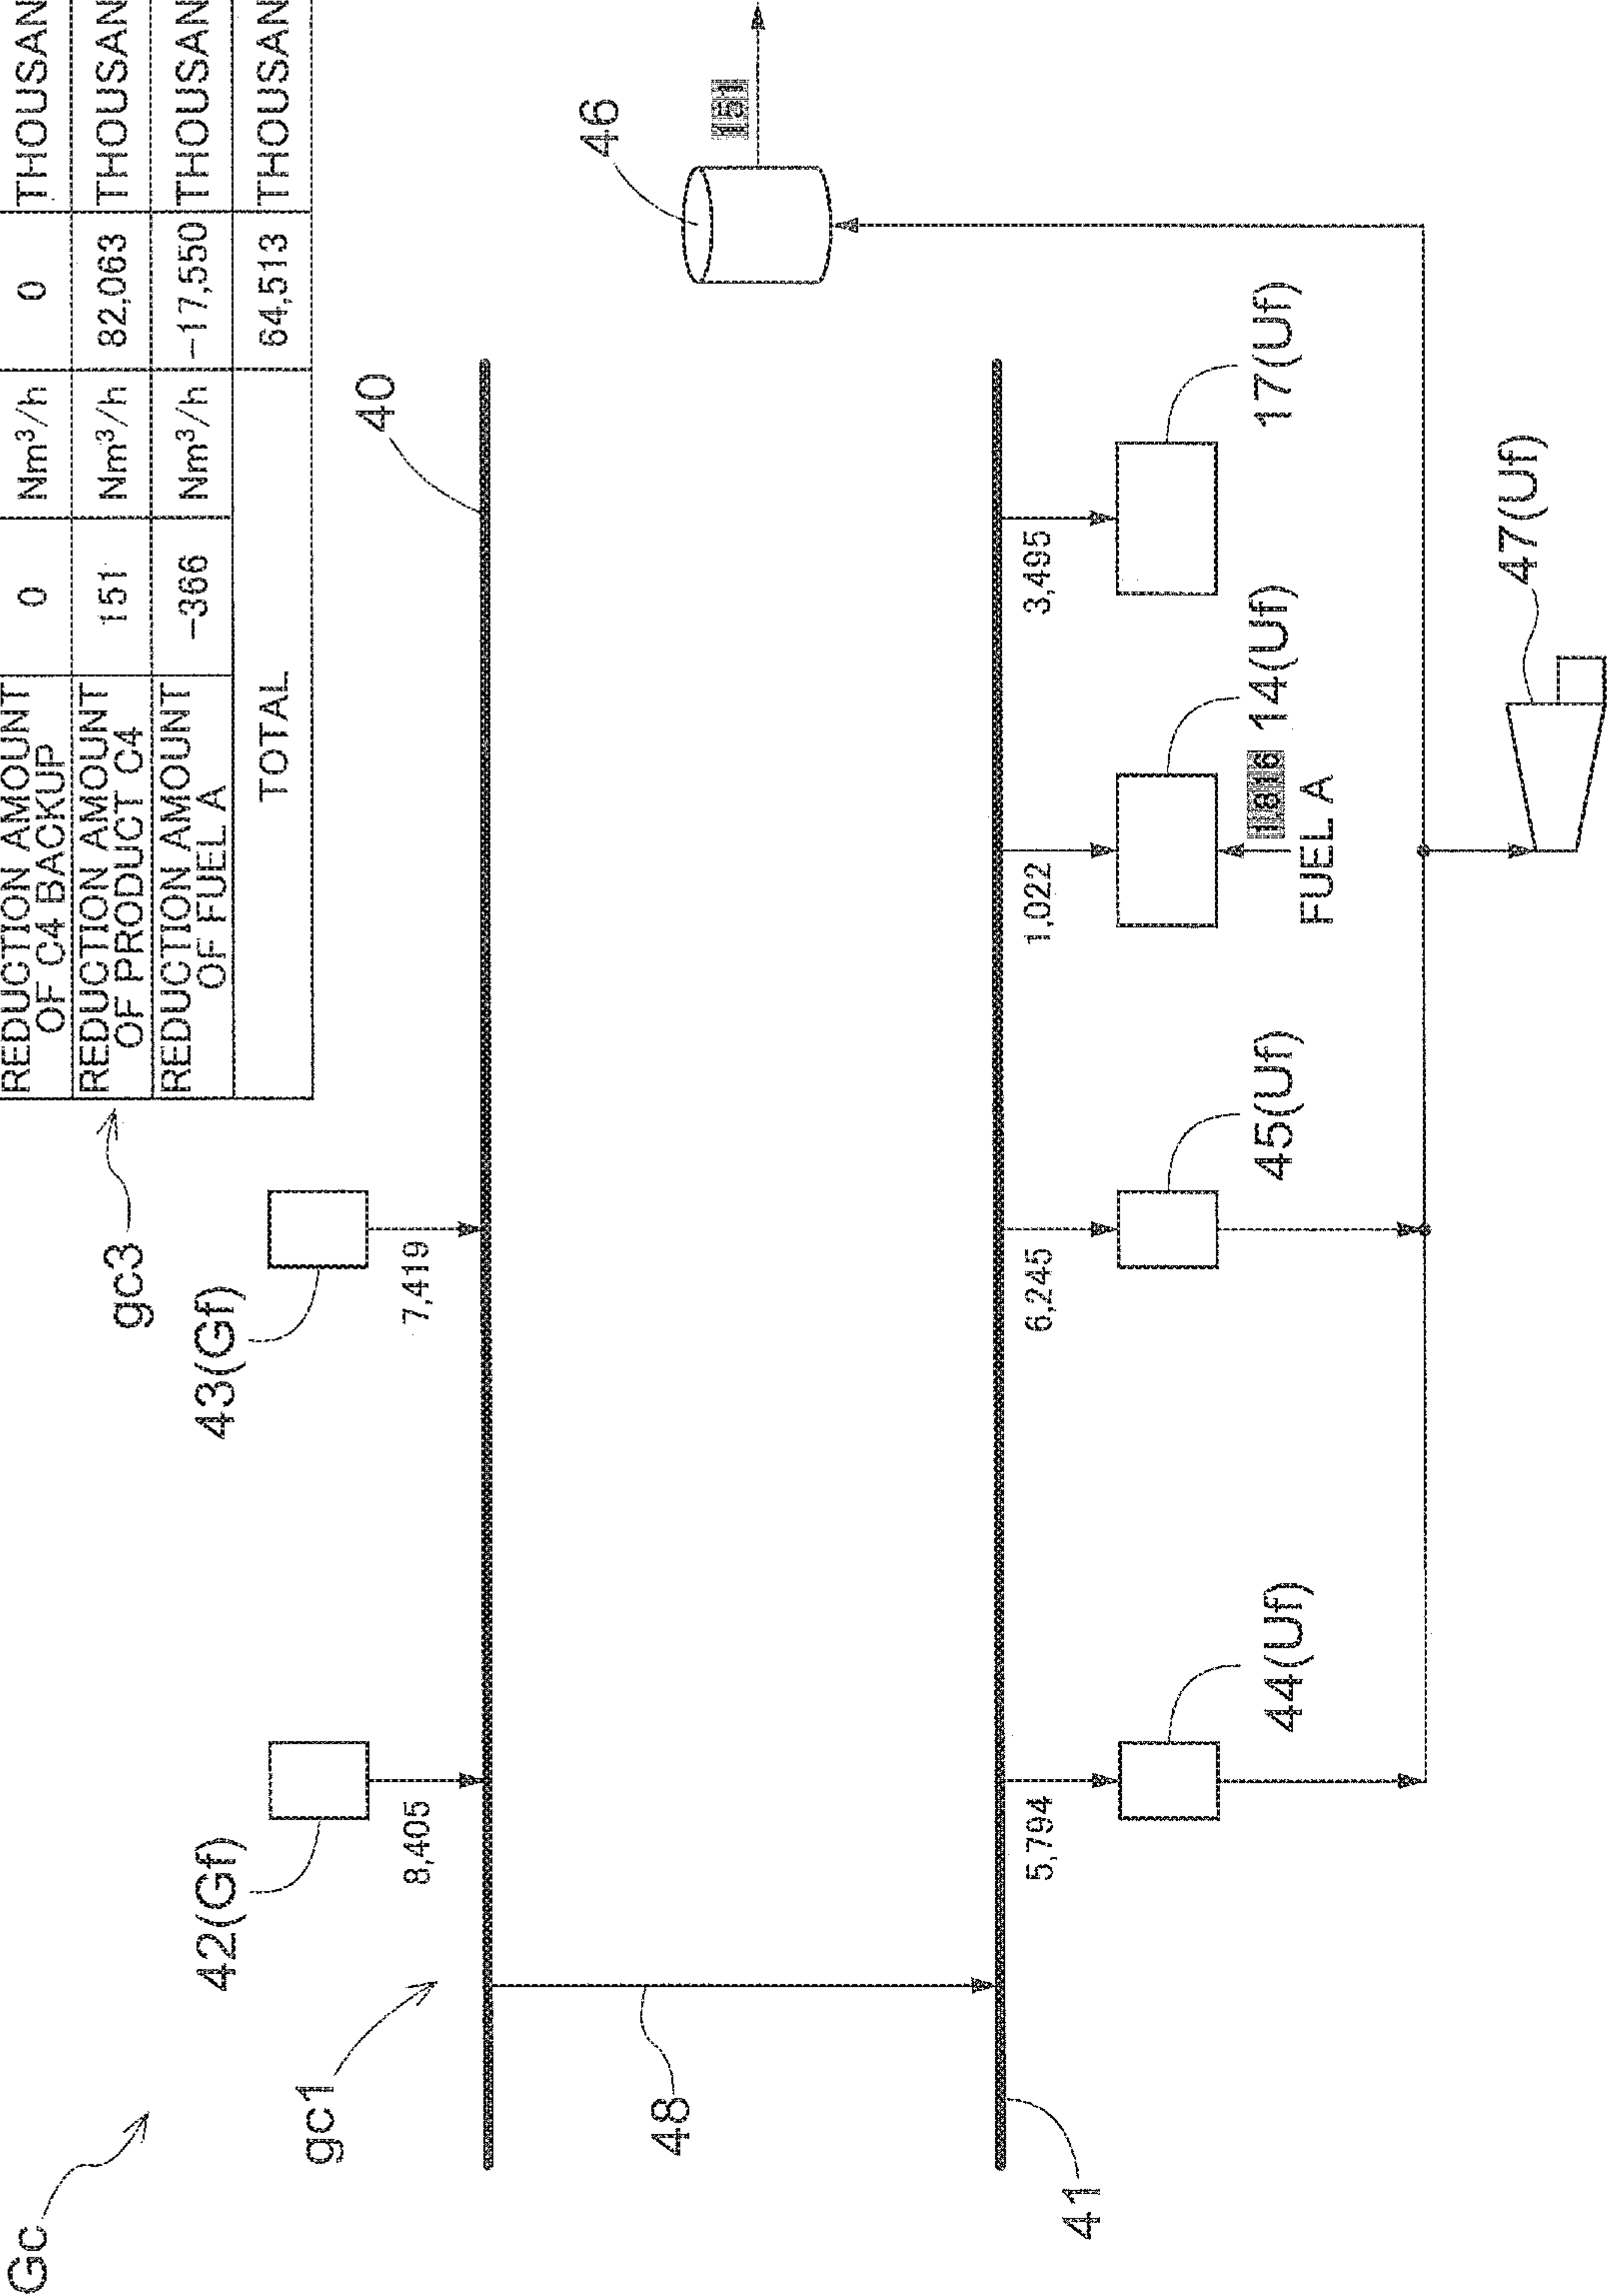 Gc
REDUCTION AMOUNT
OF C4 BACKUP
0 Nm³/h 0 THOUSAN
gc3
REDUCTION AMOUNT
OF PRODUCT C4
151 Nm³/h 82,063 THOUSAN
REDUCTION AMOUNT
OF FUEL A
−366 Nm³/h −17,550 THOUSAN
TOTAL 64,513 THOUSAN
42(Gf)
43(Gf)
gc1
40
8,405
7,419
46
151
48
41
5,794
6,245
1,022
3,495
44(Uf)
45(Uf)
1,816
14(Uf)
17(Uf)
FUEL A
47(Uf)